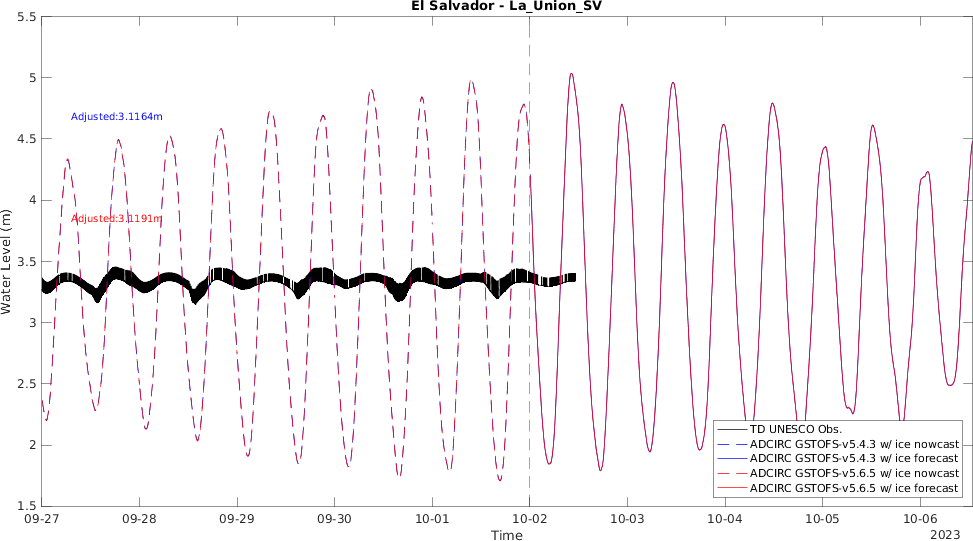 El Salvador - La_Union_SV
5.5
5
4.5
4
3.5
3
2.5
2
1.5
Water Level (m)
Adjusted:3.1164m
Adjusted:3.1191m
TD UNESCO Obs.
ADCIRC GSTOFS-v5.4.3 w/ ice nowcast
ADCIRC GSTOFS-v5.4.3 w/ ice forecast
ADCIRC GSTOFS-v5.6.5 w/ ice nowcast
ADCIRC GSTOFS-v5.6.5 w/ ice forecast
09-27 09-28 09-29 09-30 10-01 10-02 10-03 10-04 10-05 10-06
Time
2023